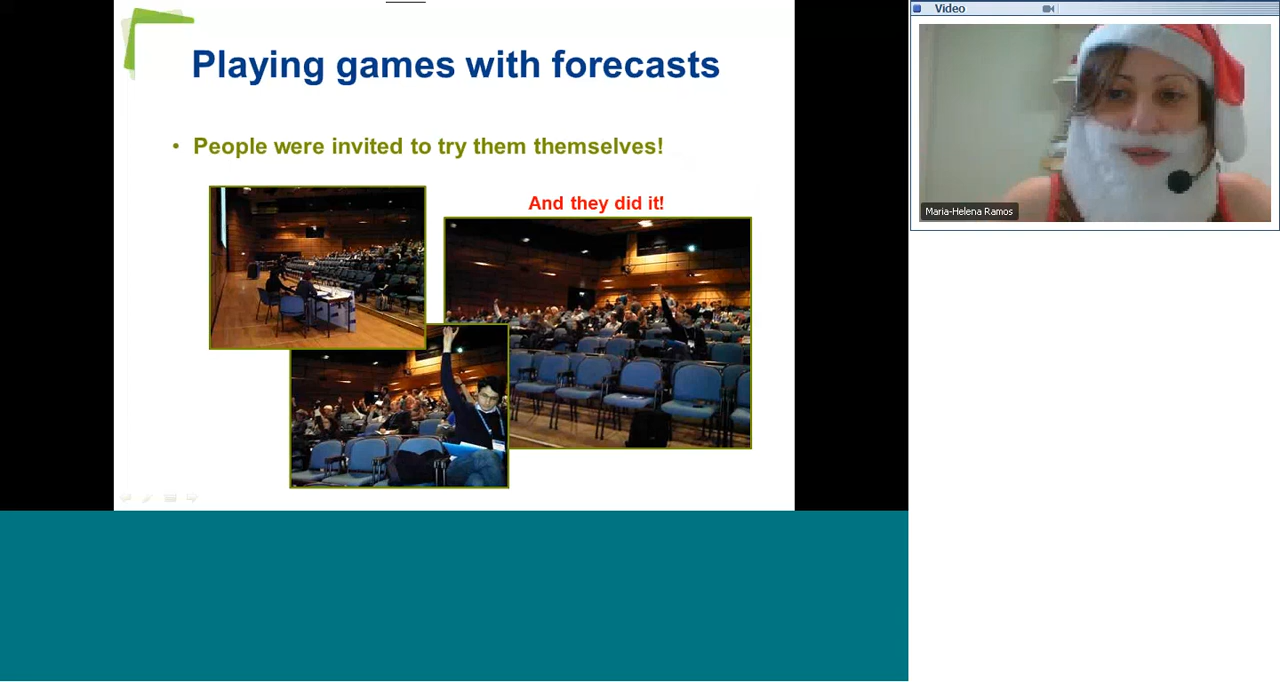 Playing games with forecasts
• People were invited to try them themselves!
And they did it!
Video
Maria-Helena Ramos